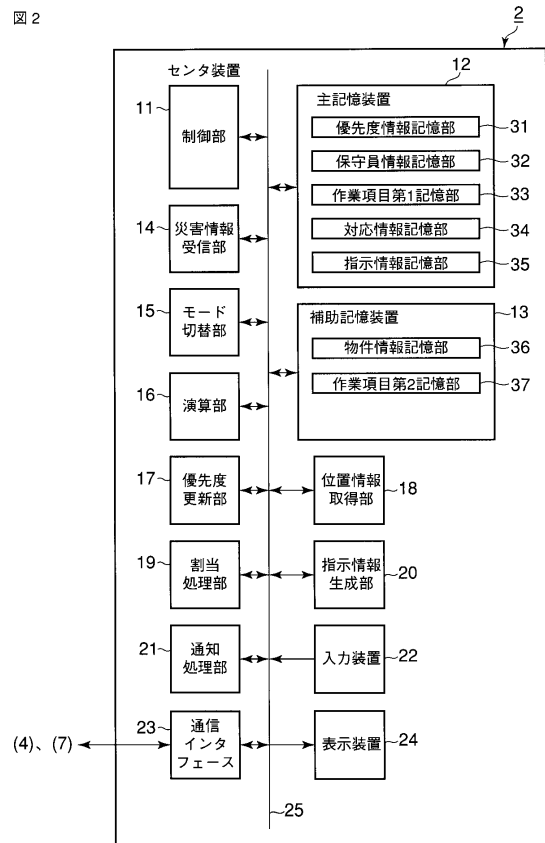 図2
2
センタ装置
11
制御部
12
主記憶装置
優先度情報記憶部
31
保守員情報記憶部
32
作業項目第1記憶部
33
対応情報記憶部
34
指示情報記憶部
35
14
災害情報
受信部
15
モード
切替部
13
補助記憶装置
物件情報記憶部
36
作業項目第2記憶部
37
16
演算部
17
優先度
更新部
位置情報
取得部
18
19
割当
処理部
指示情報
生成部
20
21
通知
処理部
入力装置
22
(4)、(7)
23
通信
インタ
フェース
表示装置
24
25